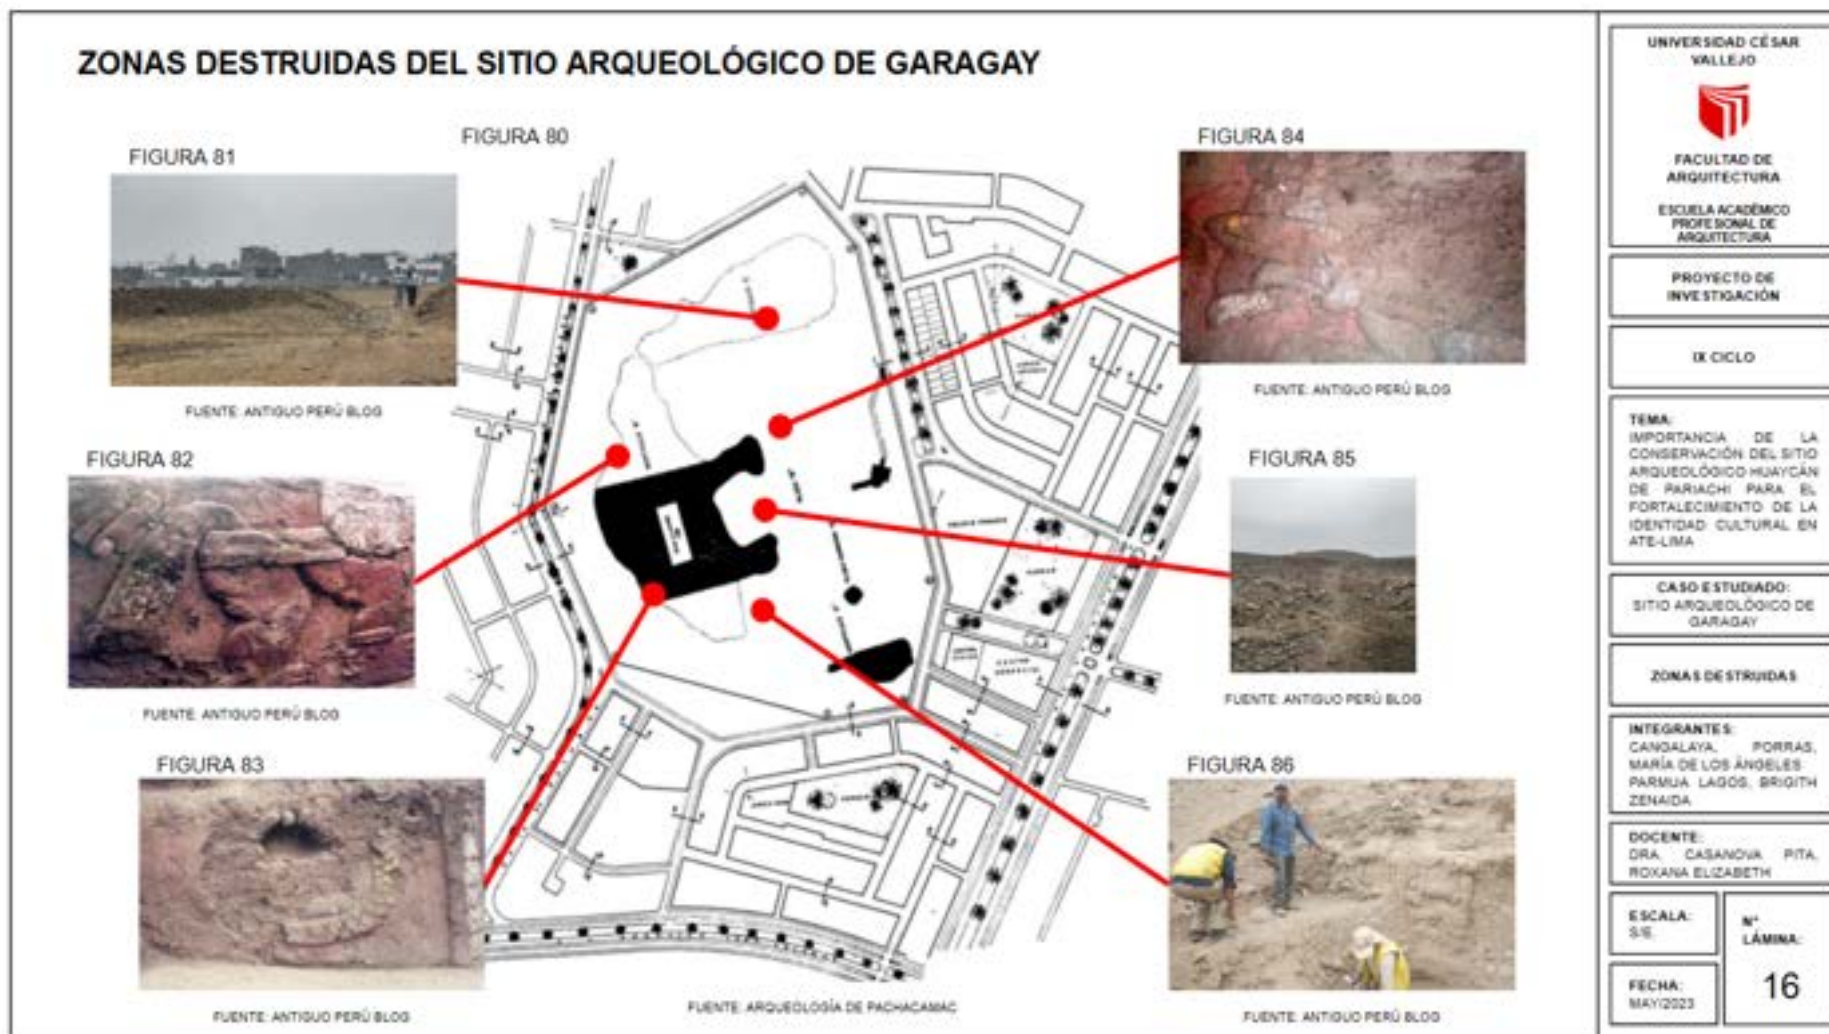 ZONAS DESTRUIDAS DEL SITIO ARQUEOLÓGICO DE GARAGAY
FIGURA 80
FIGURA 81
FUENTE: ANTIGUO PERÚ BLOG
FIGURA 82
FUENTE: ANTIGUO PERÚ BLOG
FIGURA 83
FUENTE: ANTIGUO PERÚ BLOG
FUENTE: ARQUEOLOGÍA DE PACHACAMAC
FIGURA 84
FUENTE: ANTIGUO PERÚ BLOG
FIGURA 85
FUENTE: ANTIGUO PERÚ BLOG
FIGURA 86
FUENTE: ANTIGUO PERÚ BLOG
UNIVERSIDAD CÉSAR
VALLEJO
FACULTAD DE
ARQUITECTURA
ESCUELA ACADÉMICO
PROFESIONAL DE
ARQUITECTURA
PROYECTO DE
INVESTIGACIÓN
IX CICLO
TEMA:
IMPORTANCIA DE LA
CONSERVACIÓN DEL SITIO
ARQUEOLÓGICO HUAYCÁN
DE PARIACHI PARA EL
FORTALECIMIENTO DE LA
IDENTIDAD CULTURAL EN
ATE-LIMA
CASO ESTUDIADO:
SITIO ARQUEOLÓGICO DE
GARAGAY
ZONAS DESTRUIDAS
INTEGRANTES:
CANGALAYA, PORRAS,
MARÍA DE LOS ÁNGELES
PARMUA LAGOS, BRIGITH
ZENAIDA
DOCENTE:
DRA. CASANOVA PITA,
ROXANA ELIZABETH
ESCALA:
S/E.
N°
LÁMINA:
16
FECHA:
MAY/2023